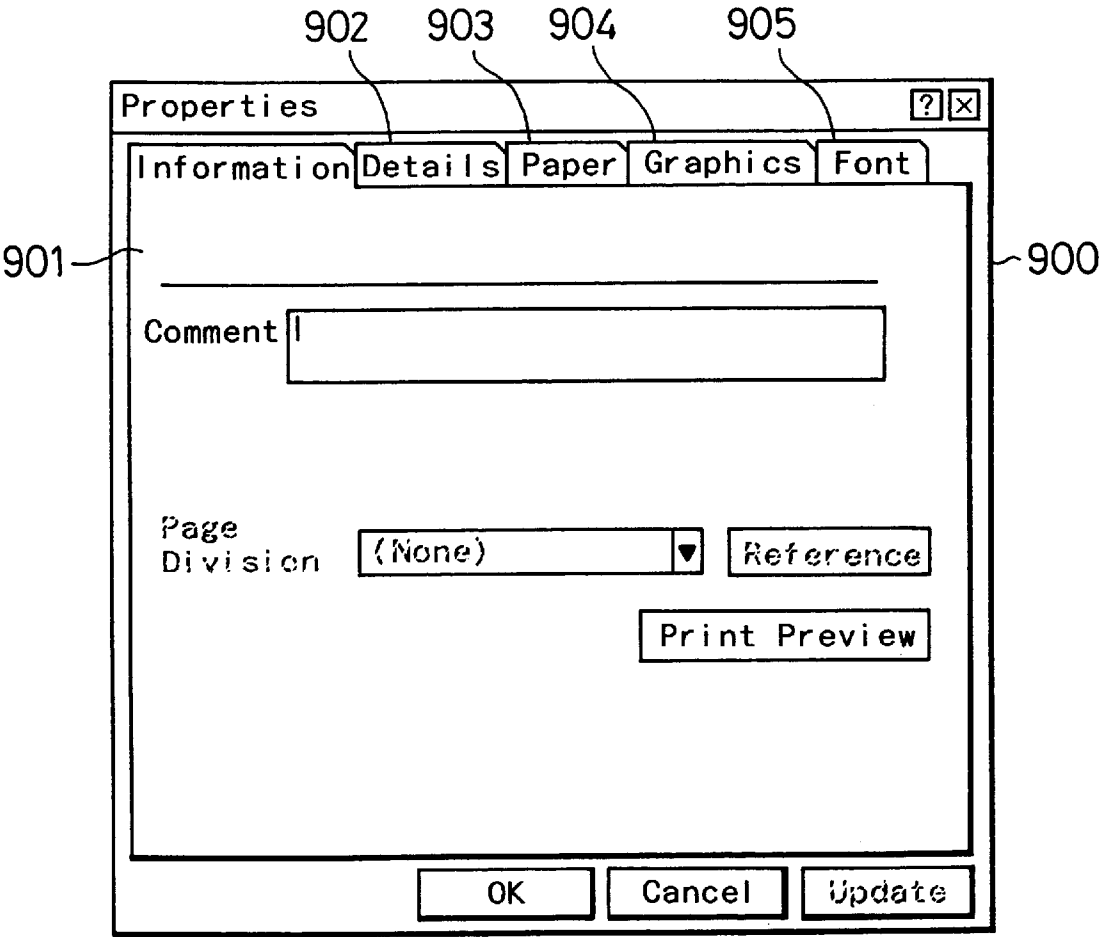 902 903 904 905
Properties ? ×
Information Details Paper Graphics Font
901 900
Comment
Page
Division (None) ▼ Reference
Print Preview
OK Cancel Update